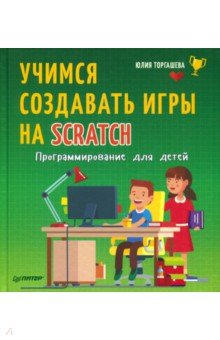 ЮЛИЯ ТОРГАШЕВА
УЧИМСЯ
СОЗДАВАТЬ ИГРЫ
НА SCRATCH
Программирование для детей
ПИТЕР